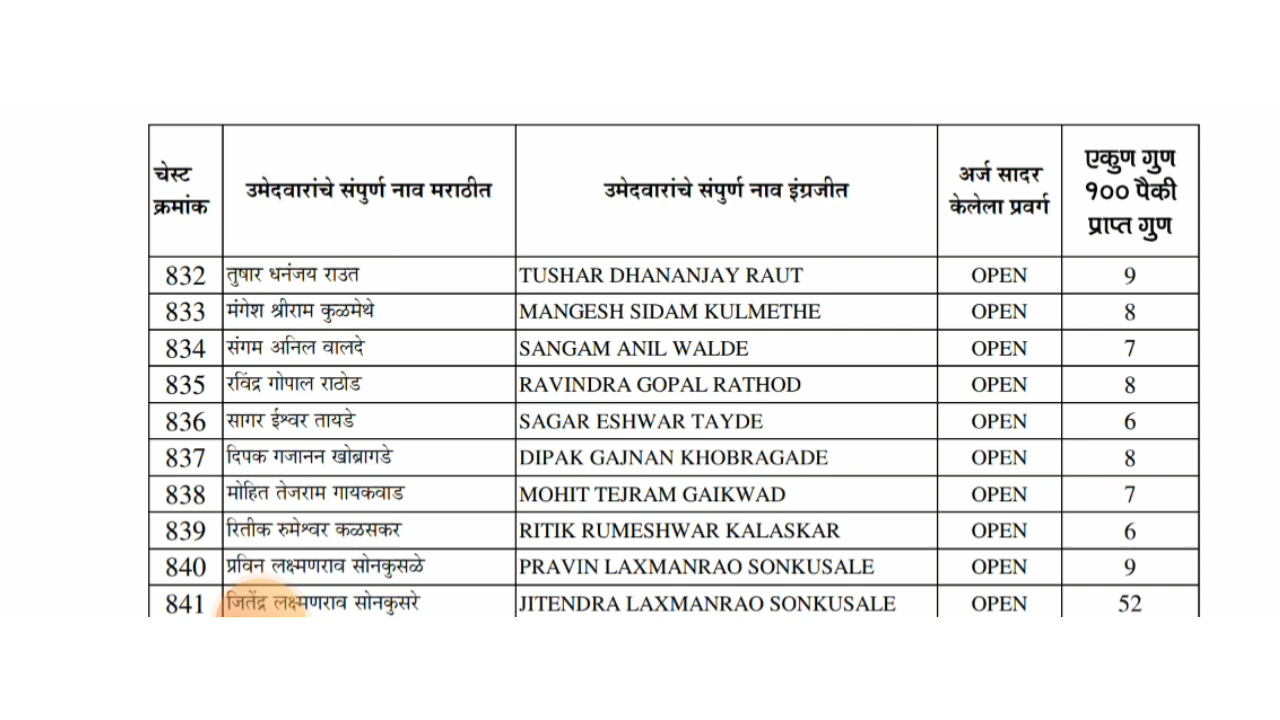 चेस्ट क्रमांक उमेदवारांचे संपुर्ण नाव मराठीत उमेदवारांचे संपुर्ण नाव इंग्रजीत अर्ज सादर केलेला प्रवर्ग एकुण गुण १०० पैकी प्राप्त गुण
832 तुषार धनंजय राउत TUSHAR DHANANJAY RAUT OPEN 9
833 मंगेश श्रीराम कुळमेथे MANGESH SIDAM KULMETHE OPEN 8
834 संगम अनिल वालदे SANGAM ANIL WALDE OPEN 7
835 रविंद्र गोपाल राठोड RAVINDRA GOPAL RATHOD OPEN 8
836 सागर ईश्वर तायडे SAGAR ESHWAR TAYDE OPEN 6
837 दिपक गजानन खोब्रागडे DIPAK GAJNAN KHOBRAGADE OPEN 8
838 मोहित तेजराम गायकवाड MOHIT TEJRAM GAIKWAD OPEN 7
839 रितीक रुमेश्वर कळसकर RITIK RUMESHWAR KALASKAR OPEN 6
840 प्रविन लक्ष्मणराव सोनकुसळे PRAVIN LAXMANRAO SONKUSALE OPEN 9
841 जितेंद्र लक्ष्मणराव सोनकुसरे JITENDRA LAXMANRAO SONKUSALE OPEN 52